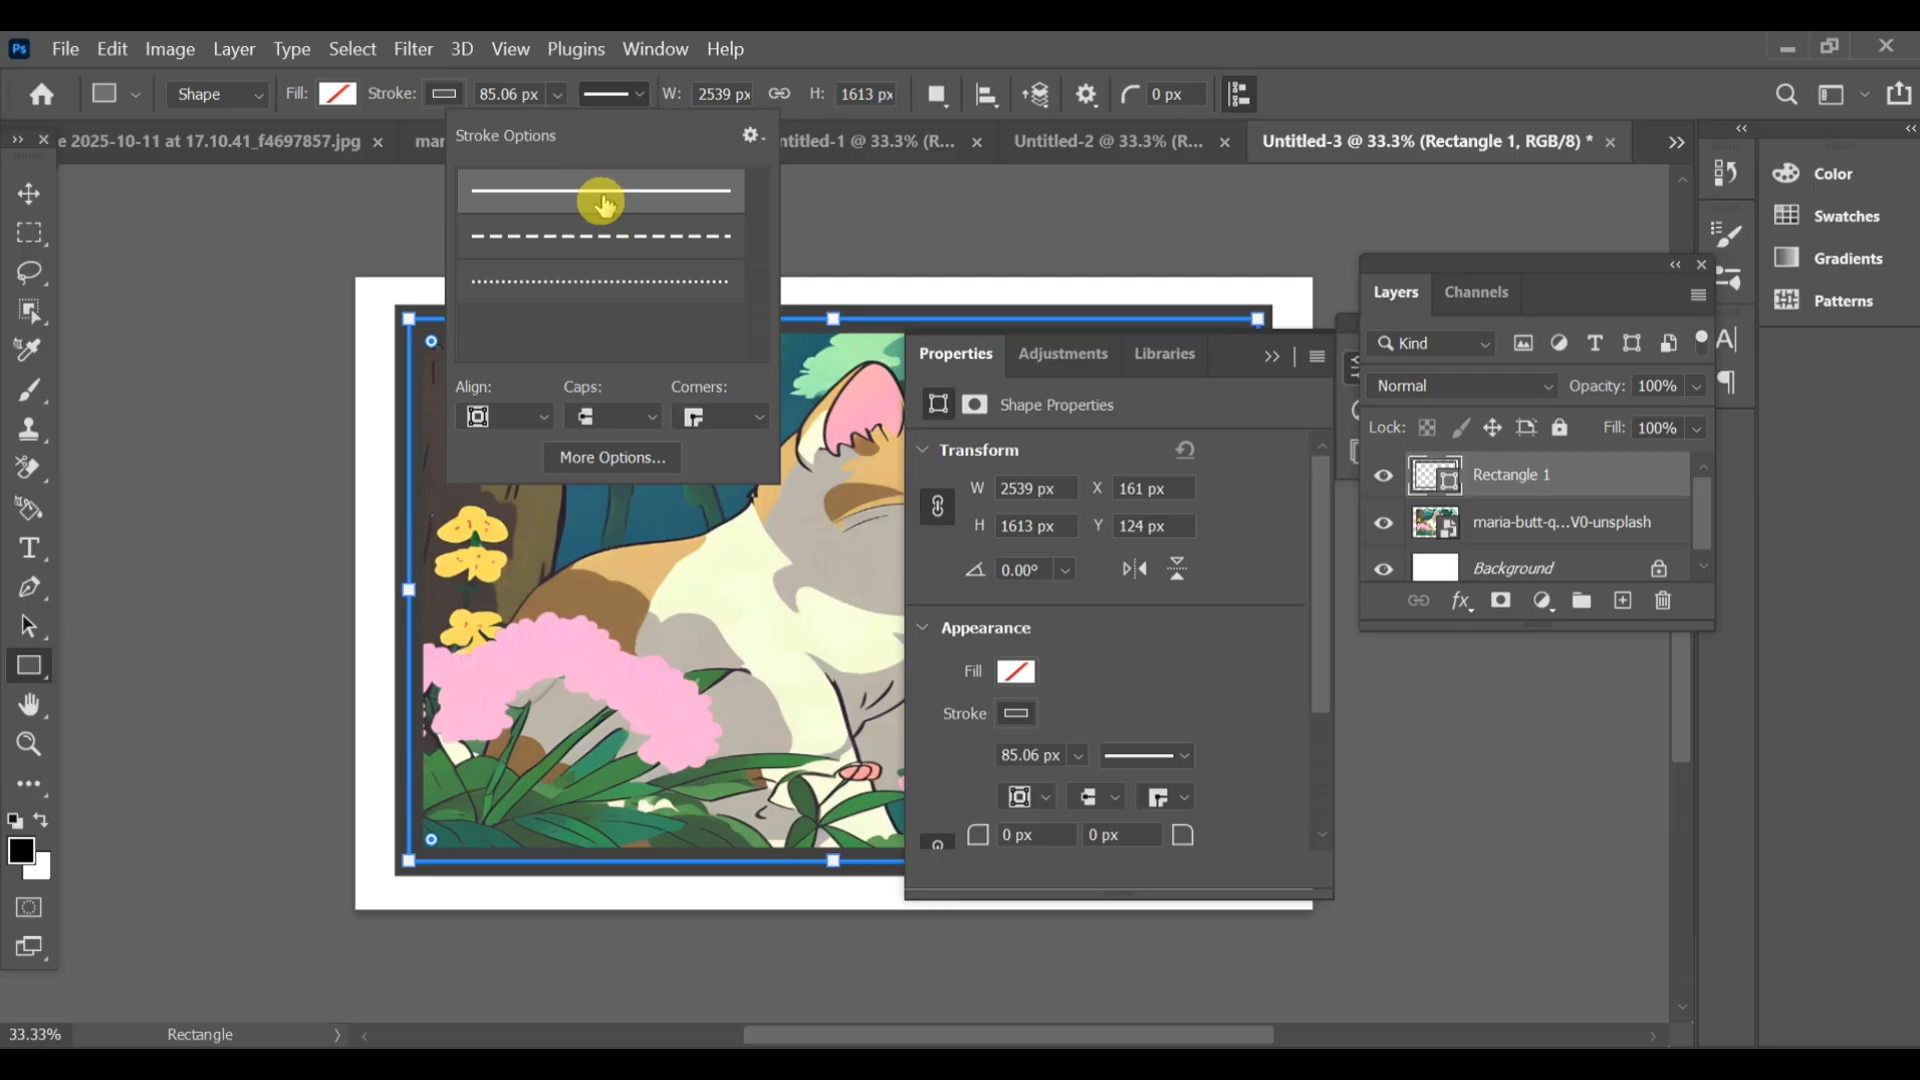 Ps File Edit Image Layer Type Select Filter 3D View Plugins Window Help
Shape Fill: Stroke: 85.06 px W: 2539 px H: 1613 px 0 px
e 2025-10-11 at 17.10.41_f4697857.jpg mar ntitled-1 @ 33.3% (R... Untitled-2 @ 33.3% (R... Untitled-3 @ 33.3% (Rectangle 1, RGB/8) *
Stroke Options
Align: Caps: Corners:
More Options...
Properties Adjustments Libraries
Shape Properties
Transform
W 2539 px X 161 px
H 1613 px Y 124 px
0.00°
Appearance
Fill
Stroke
85.06 px
0 px 0 px
Layers Channels
Kind
Normal Opacity: 100%
Lock: Fill: 100%
Rectangle 1
maria-butt-q...V0-unsplash
Background
fx
Color
Swatches
Gradients
Patterns
33.33% Rectangle